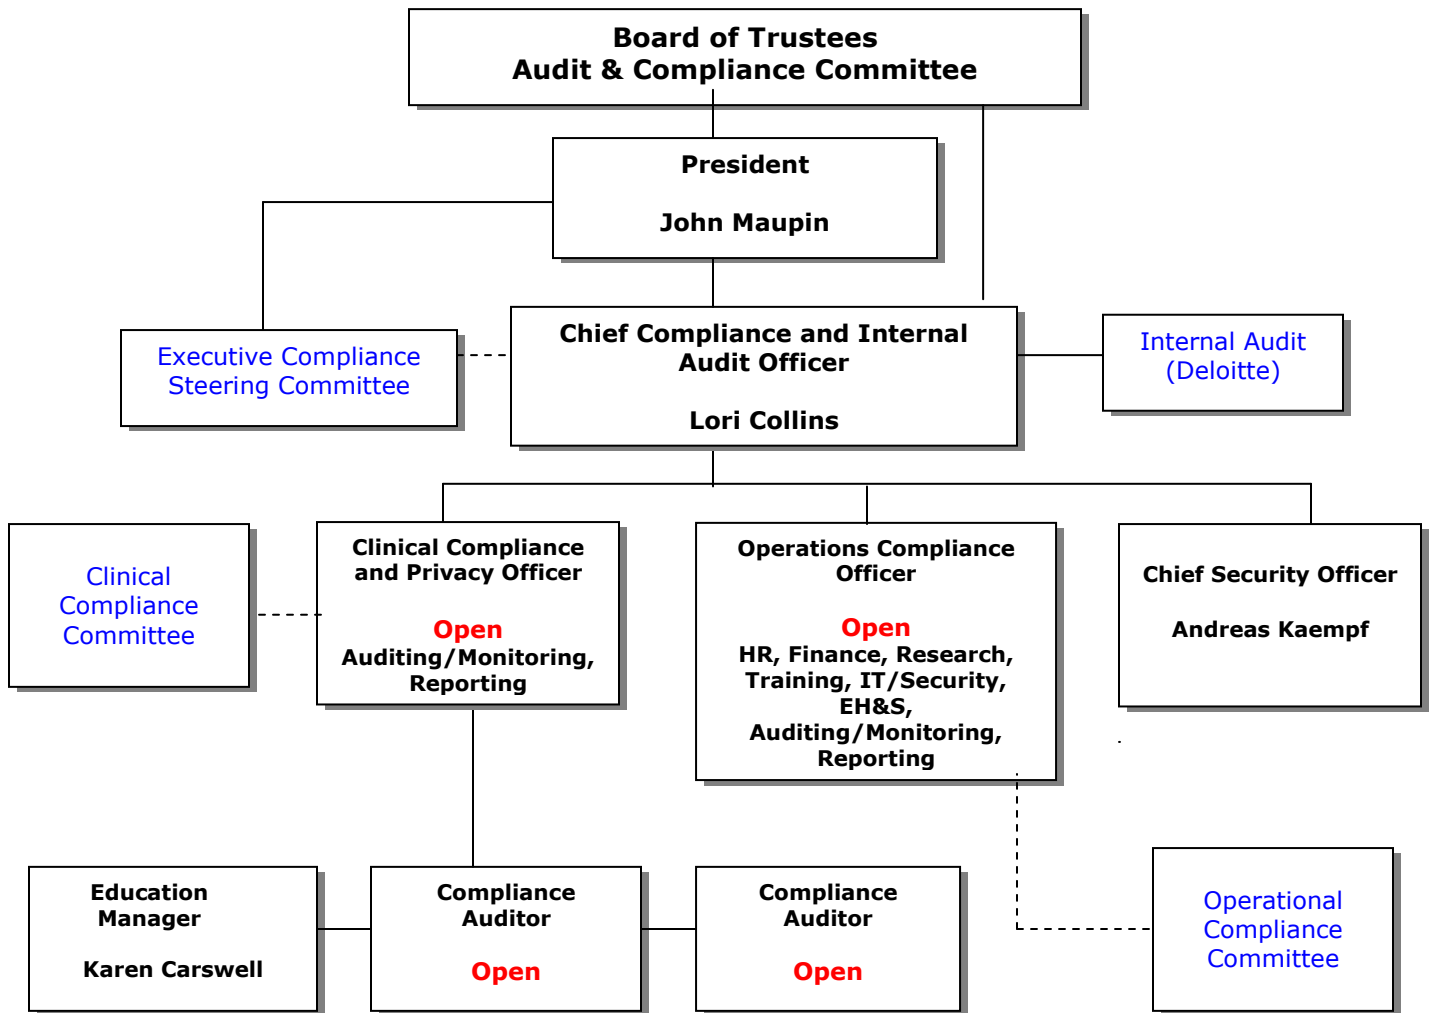 Board of Trustees
Audit & Compliance Committee
President
John Maupin
Executive Compliance
Steering Committee
Chief Compliance and Internal
Audit Officer
Lori Collins
Internal Audit
(Deloitte)
Clinical
Compliance
Committee
Clinical Compliance
and Privacy Officer
Open
Auditing/Monitoring,
Reporting
Operations Compliance
Officer
Open
HR, Finance, Research,
Training, IT/Security,
EH&S,
Auditing/Monitoring,
Reporting
Chief Security Officer
Andreas Kaempf
.
Education
Manager
Karen Carswell
Compliance
Auditor
Open
Compliance
Auditor
Open
Operational
Compliance
Committee